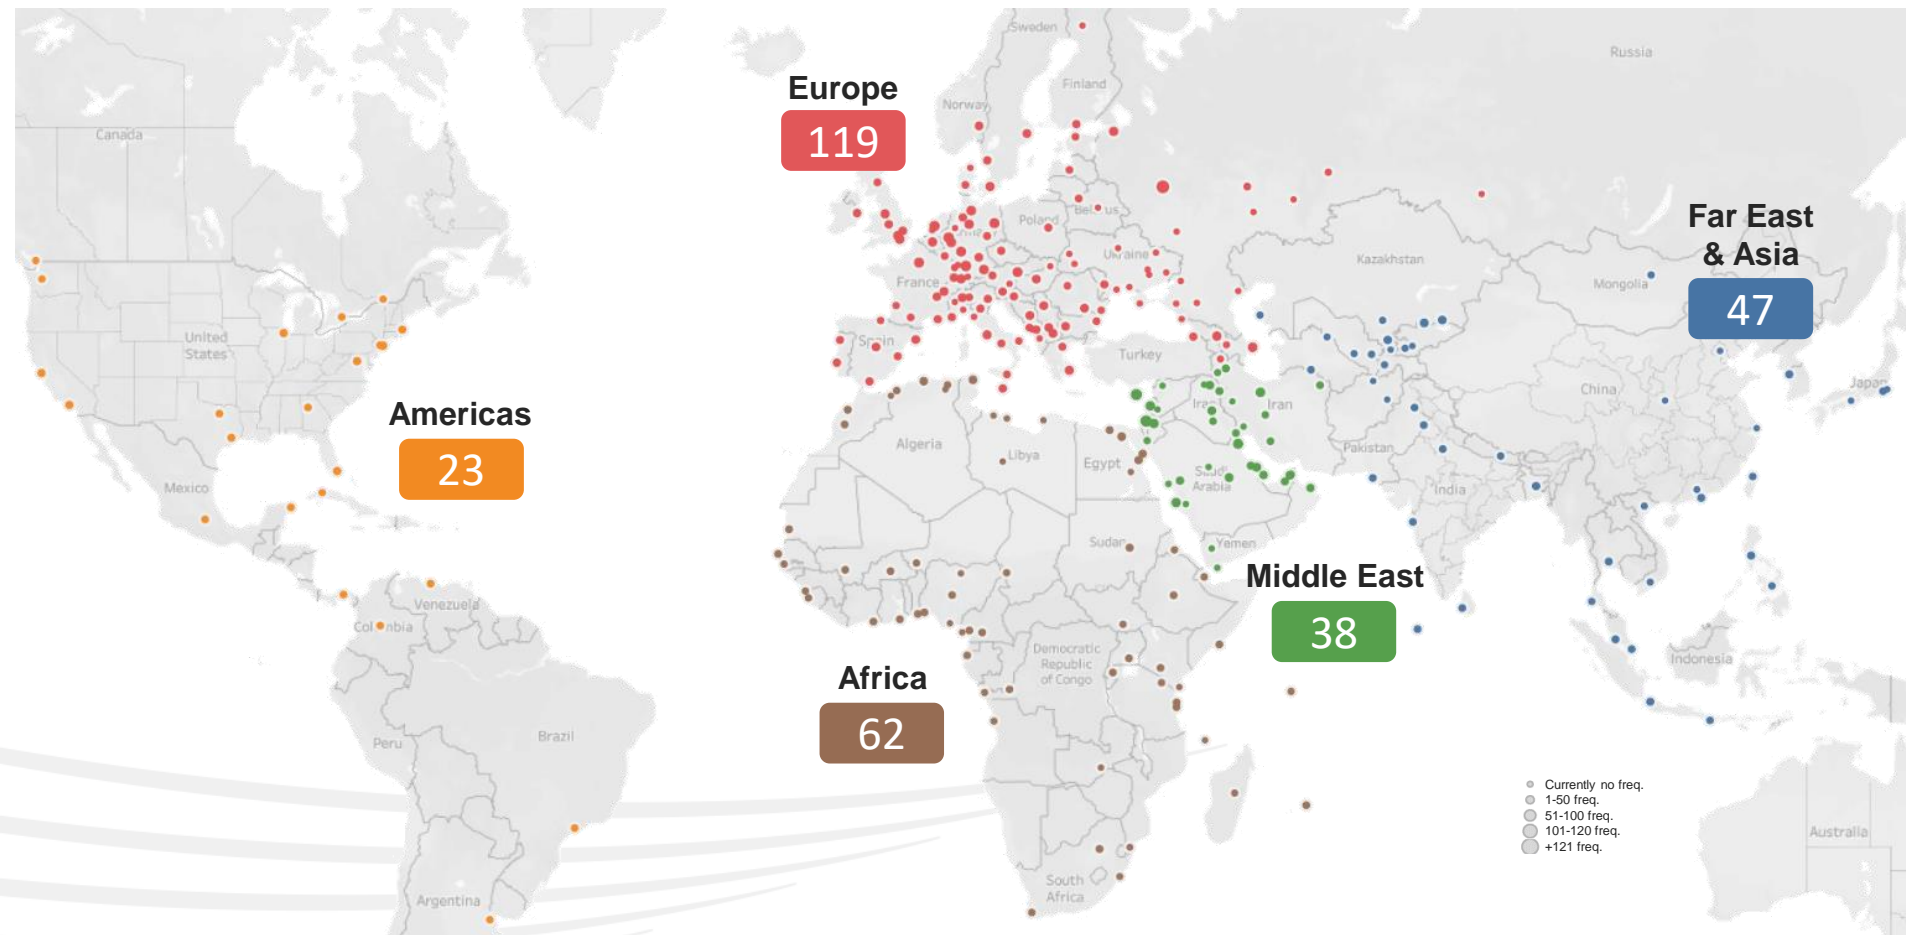 Sweden
Russia
Finland
Norway
Europe
119
Canada
Far East
& Asia
47
Poland
Belarus
Ukraine
Kazakhstan
Mongolia
France
United
States
Spain
Turkey
China
Japan
Iraq
Iran
Americas
23
Algeria
Libya
Egypt
Pakistan
Saudi
Arabia
India
Mexico
Sudan
Yemen
Middle East
38
Venezuela
Colombia
Democratic
Republic
of Congo
Indonesia
Africa
62
Peru
Brazil
Currently no freq.
1-50 freq.
51-100 freq.
101-120 freq.
+121 freq.
Australia
South
Africa
Argentina